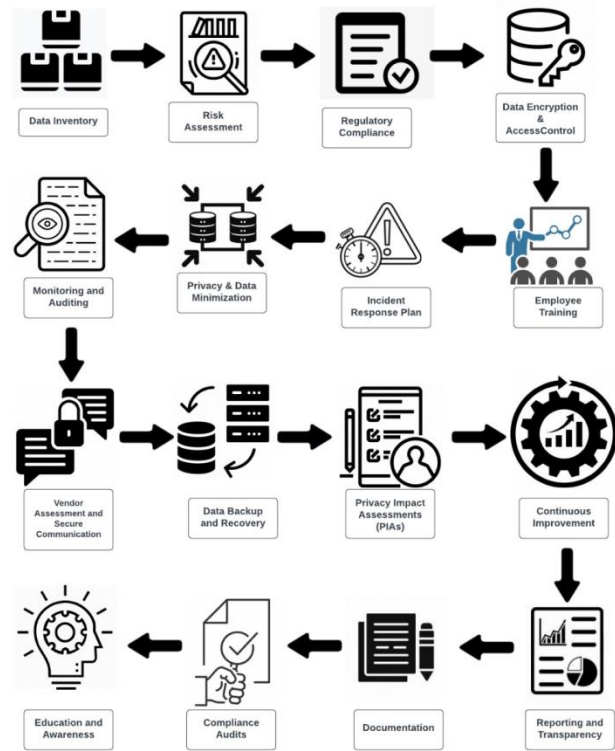 Data Inventory
Risk
Assessment
Regulatory
Compliance
Data Encryption
&
AccessControl
Monitoring and
Auditing
Privacy & Data
Minimization
Incident
Response Plan
Employee
Training
Vendor
Assessment and
Secure
Communication
Data Backup
and Recovery
Privacy Impact
Assessments
(PIAs)
Continuous
Improvement
Education and
Awareness
Compliance
Audits
Documentation
Reporting and
Transparency